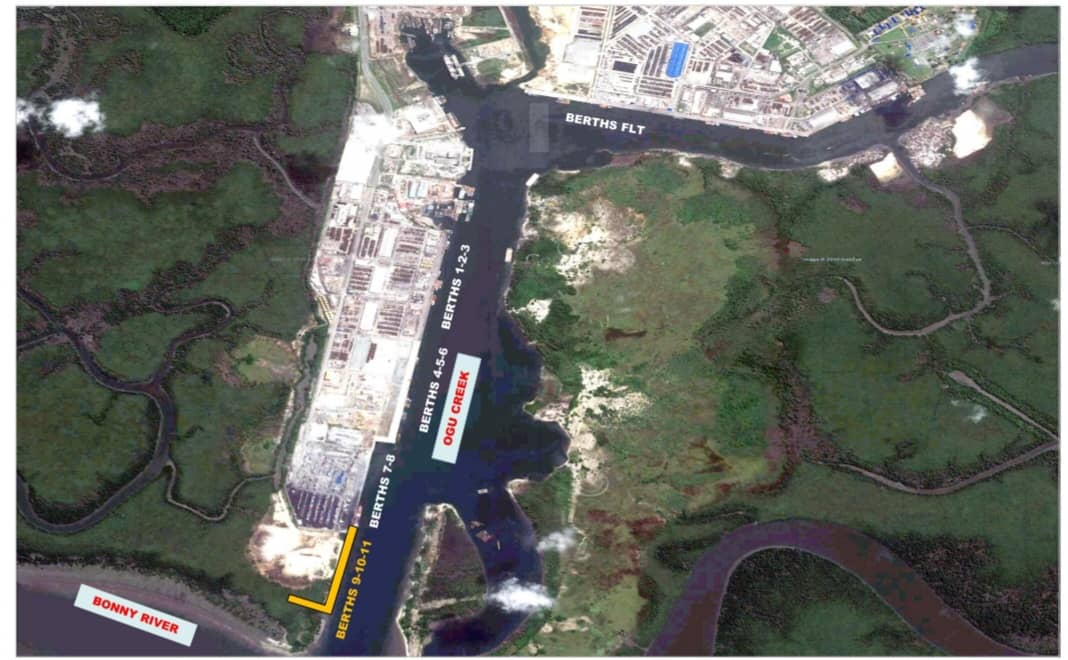 BERTHS FLT
BERTHS 1-2-3
BERTHS 4-5-6
OGU CREEK
BERTHS 7-8
BERTHS 9-10-11
BONNY RIVER